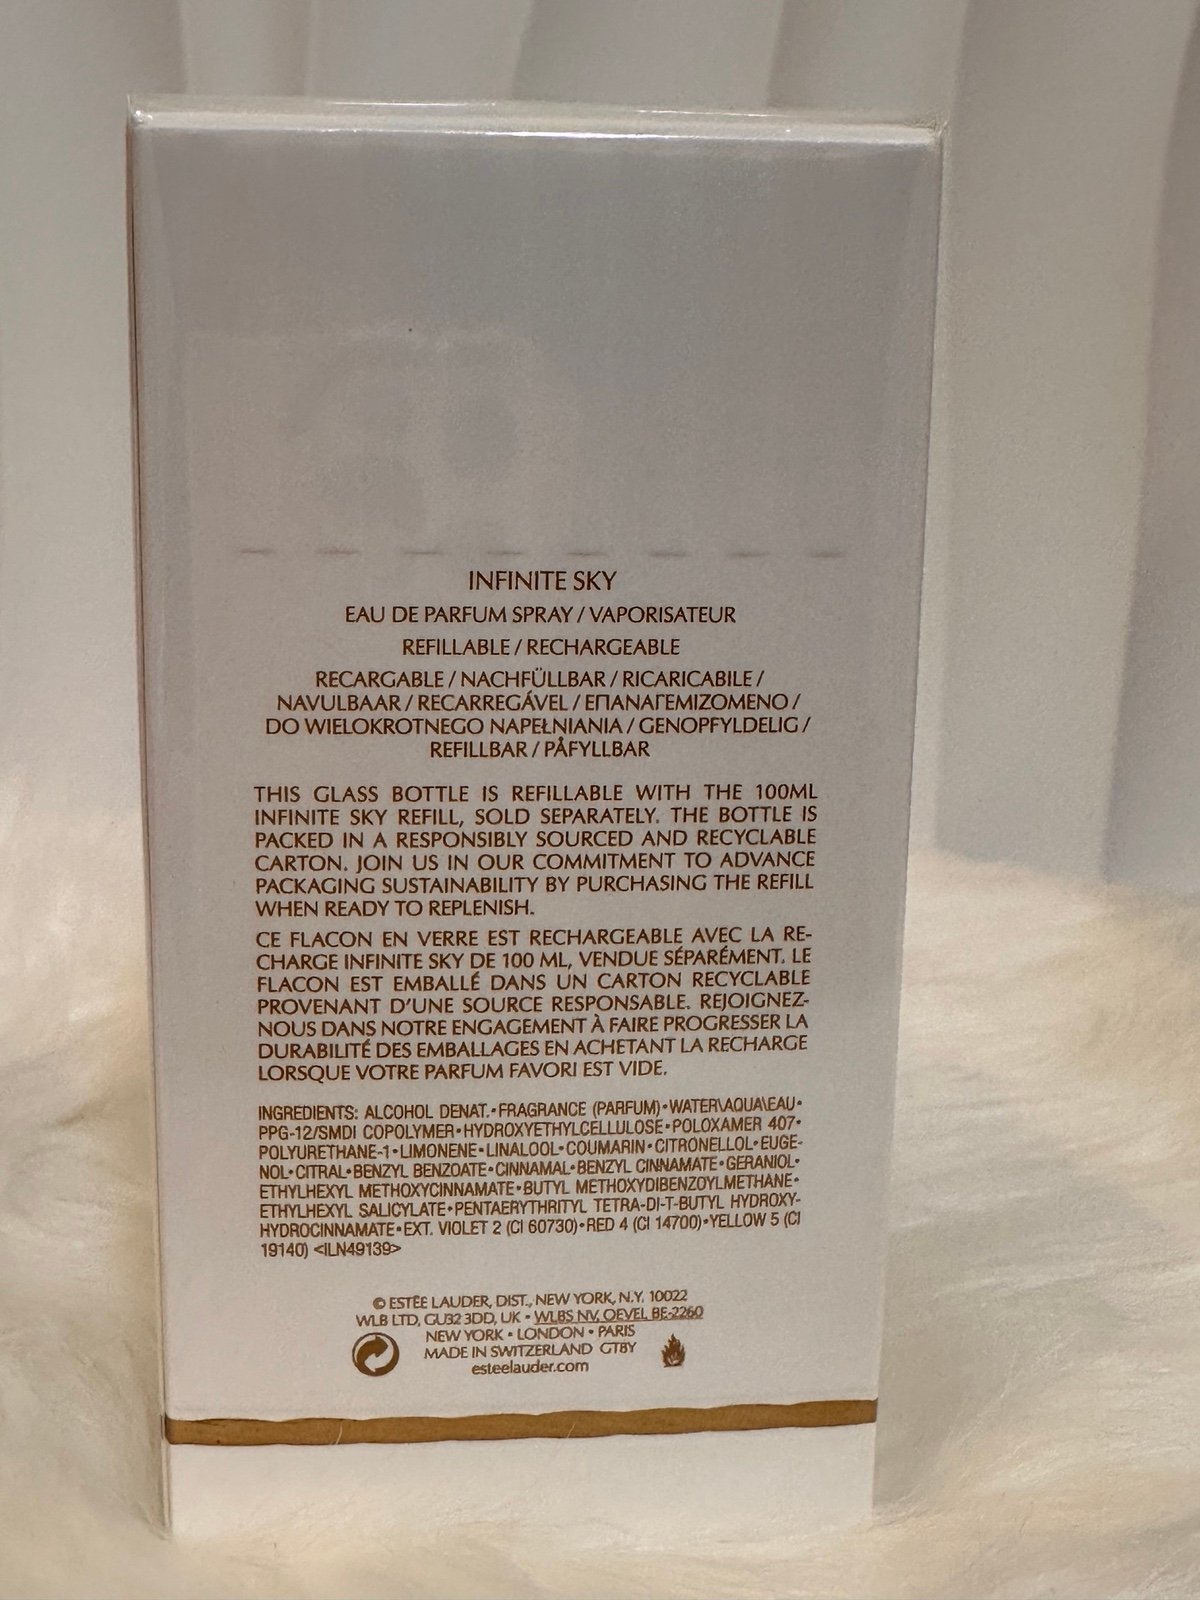 INFINITE SKY
EAU DE PARFUM SPRAY / VAPORISATEUR
REFILLABLE / RECHARGEABLE
RECARGABLE / NACHFÜLLBAR / RICARICABILE /
NAVULBAAR / RECARREGÁVEL / ΕΠΑΝΑΓΕΜΙΖΟΜΕΝΟ /
DO WIELOKROTNEGO NAPEŁNIANIA / GENOPFYLDELIG /
REFILLBAR / PÅFYLLBAR
THIS GLASS BOTTLE IS REFILLABLE WITH THE 100ML
INFINITE SKY REFILL, SOLD SEPARATELY. THE BOTTLE IS
PACKED IN A RESPONSIBLY SOURCED AND RECYCLABLE
CARTON. JOIN US IN OUR COMMITMENT TO ADVANCE
PACKAGING SUSTAINABILITY BY PURCHASING THE REFILL
WHEN READY TO REPLENISH.
CE FLACON EN VERRE EST RECHARGEABLE AVEC LA RE-
CHARGE INFINITE SKY DE 100 ML, VENDUE SÉPARÉMENT. LE
FLACON EST EMBALLÉ DANS UN CARTON RECYCLABLE
PROVENANT D'UNE SOURCE RESPONSABLE. REJOIGNEZ-
NOUS DANS NOTRE ENGAGEMENT À FAIRE PROGRESSER LA
DURABILITÉ DES EMBALLAGES EN ACHETANT LA RECHARGE
LORSQUE VOTRE PARFUM FAVORI EST VIDE.
INGREDIENTS: ALCOHOL DENAT.•FRAGRANCE (PARFUM)•WATER\AQUA\EAU•
PPG-12/SMDI COPOLYMER•HYDROXYETHYLCELLULOSE•POLOXAMER 407•
POLYURETHANE-1•LIMONENE•LINALOOL•COUMARIN•CITRONELLOL•EUGE-
NOL•CITRAL•BENZYL BENZOATE•CINNAMAL•BENZYL CINNAMATE•GERANIOL•
ETHYLHEXYL METHOXYCINNAMATE•BUTYL METHOXYDIBENZOYLMETHANE•
ETHYLHEXYL SALICYLATE•PENTAERYTHRITYL TETRA-DI-T-BUTYL HYDROXY-
HYDROCINNAMATE•EXT. VIOLET 2 (CI 60730)•RED 4 (CI 14700)•YELLOW 5 (CI
19140) <ILN49139>
© ESTĒE LAUDER, DIST., NEW YORK, N.Y. 10022
WLB LTD, GU32 3DD, UK • WLBS NV, OEVEL BE-2260
NEW YORK • LONDON • PARIS
MADE IN SWITZERLAND GT8Y
esteelauder.com